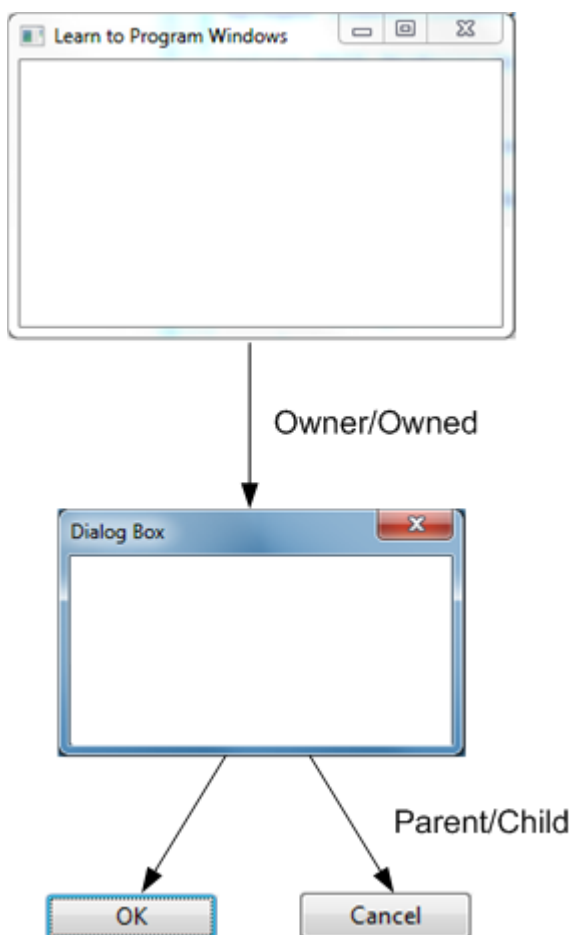 Learn to Program Windows
Owner/Owned
Dialog Box
Parent/Child
OK
Cancel